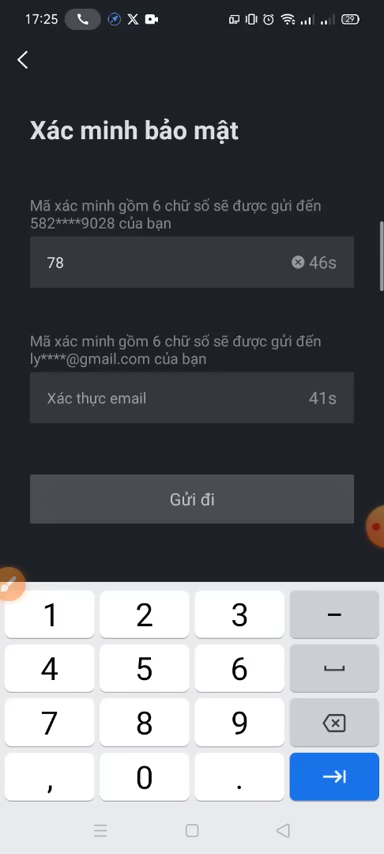 17:25
29
Xác minh bảo mật
Mã xác minh gồm 6 chữ số sẽ được gửi đến
582****9028 của bạn
78
46s
Mã xác minh gồm 6 chữ số sẽ được gửi đến
ly****@gmail.com của bạn
Xác thực email
41s
Gửi đi
1 2 3 –
4 5 6
7 8 9
, 0 .